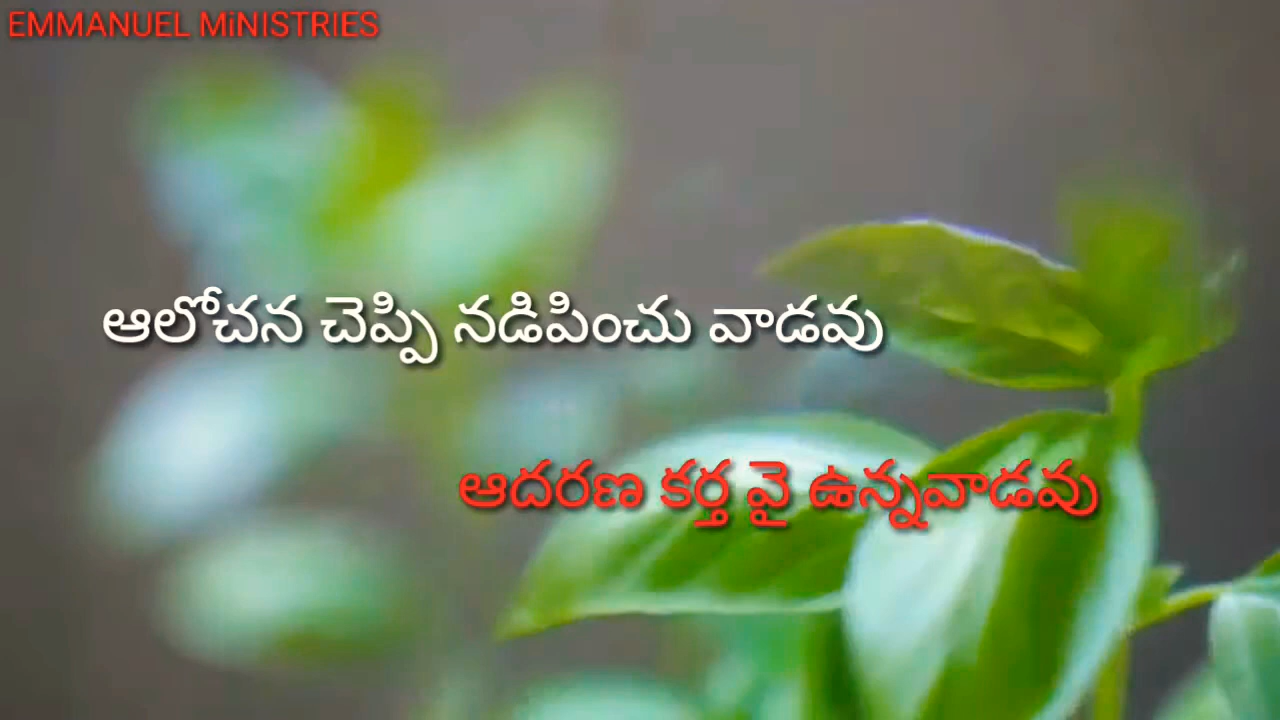 EMMANUEL MiNISTRIES
ఆలోచన చెప్పి నడిపించు వాడవు
ఆదరణ కర్త వై ఉన్నవాడవు